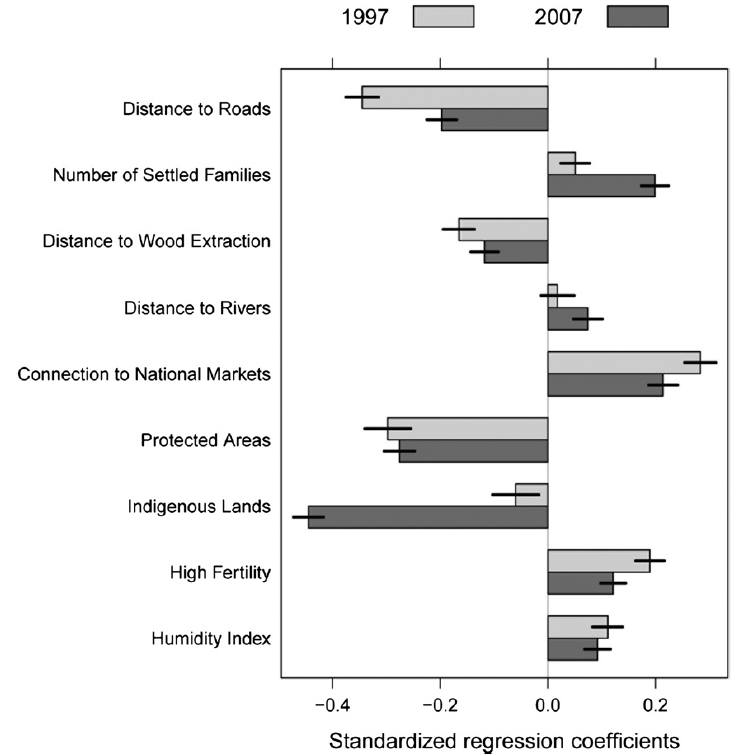 1997 2007
Distance to Roads
Number of Settled Families
Distance to Wood Extraction
Distance to Rivers
Connection to National Markets
Protected Areas
Indigenous Lands
High Fertility
Humidity Index
−0.4 −0.2 0.0 0.2
Standardized regression coefficients